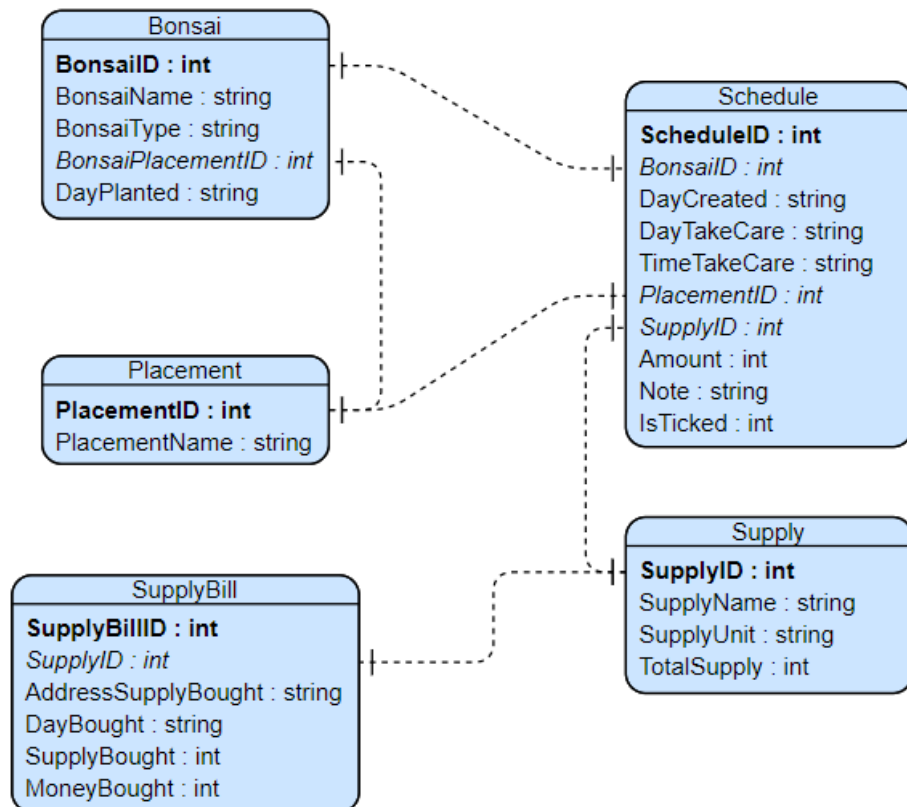 Bonsai
BonsaiID : int
BonsaiName : string
BonsaiType : string
BonsaiPlacementID : int
DayPlanted : string
Schedule
ScheduleID : int
BonsaiID : int
DayCreated : string
DayTakeCare : string
TimeTakeCare : string
PlacementID : int
SupplyID : int
Amount : int
Note : string
IsTicked : int
Placement
PlacementID : int
PlacementName : string
Supply
SupplyID : int
SupplyName : string
SupplyUnit : string
TotalSupply : int
SupplyBill
SupplyBillID : int
SupplyID : int
AddressSupplyBought : string
DayBought : string
SupplyBought : int
MoneyBought : int